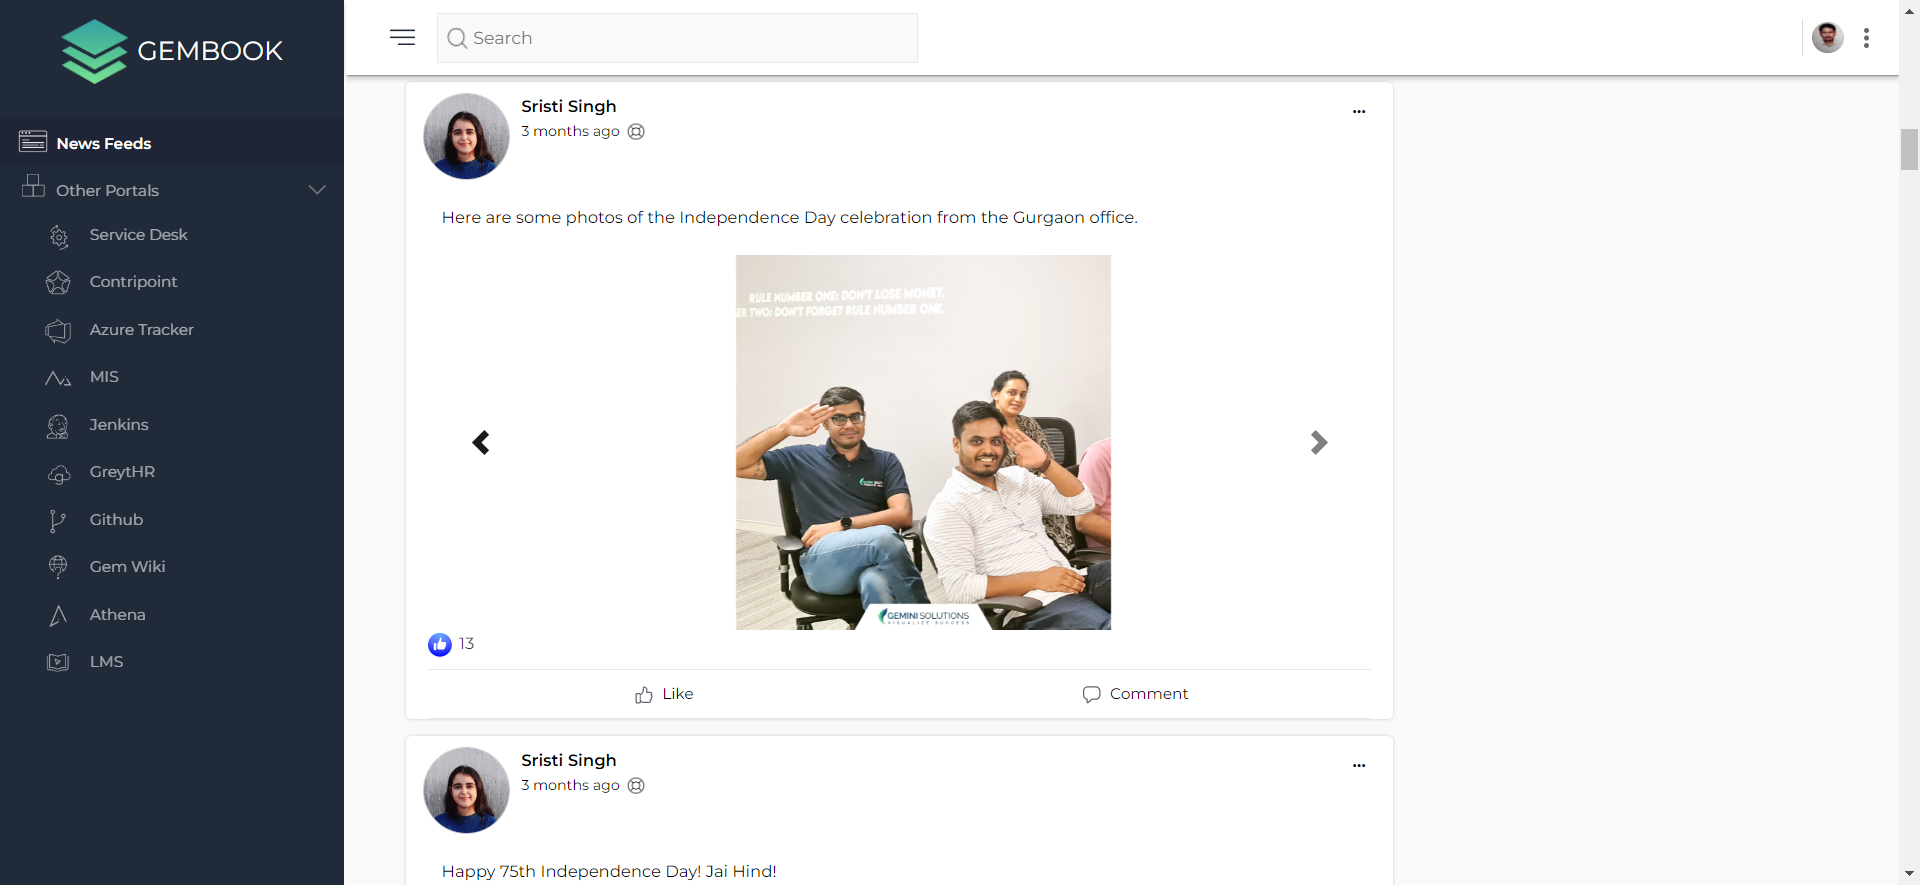 GEMBOOK
Search
News Feeds
Other Portals
Service Desk
Contripoint
Azure Tracker
MIS
Jenkins
GreytHR
Github
Gem Wiki
Athena
LMS
Sristi Singh
3 months ago
Here are some photos of the Independence Day celebration from the Gurgaon office.
RULE NUMBER ONE: DON'T LOSE MONEY.
ER TWO: DON'T FORGET RULE NUMBER ONE.
GEMINI SOLUTIONS
VISUALIZE SUCCESS
13
Like
Comment
Sristi Singh
3 months ago
Happy 75th Independence Day! Jai Hind!